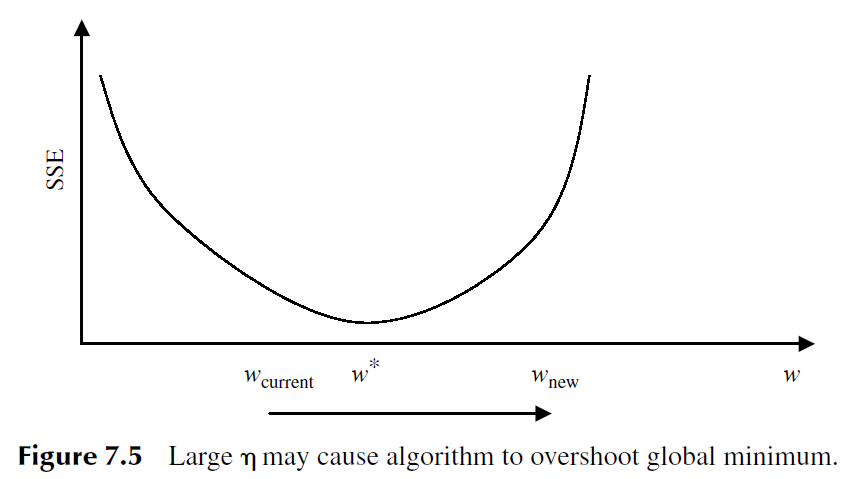 SSE
w_current w* w_new w
Figure 7.5 Large η may cause algorithm to overshoot global minimum.